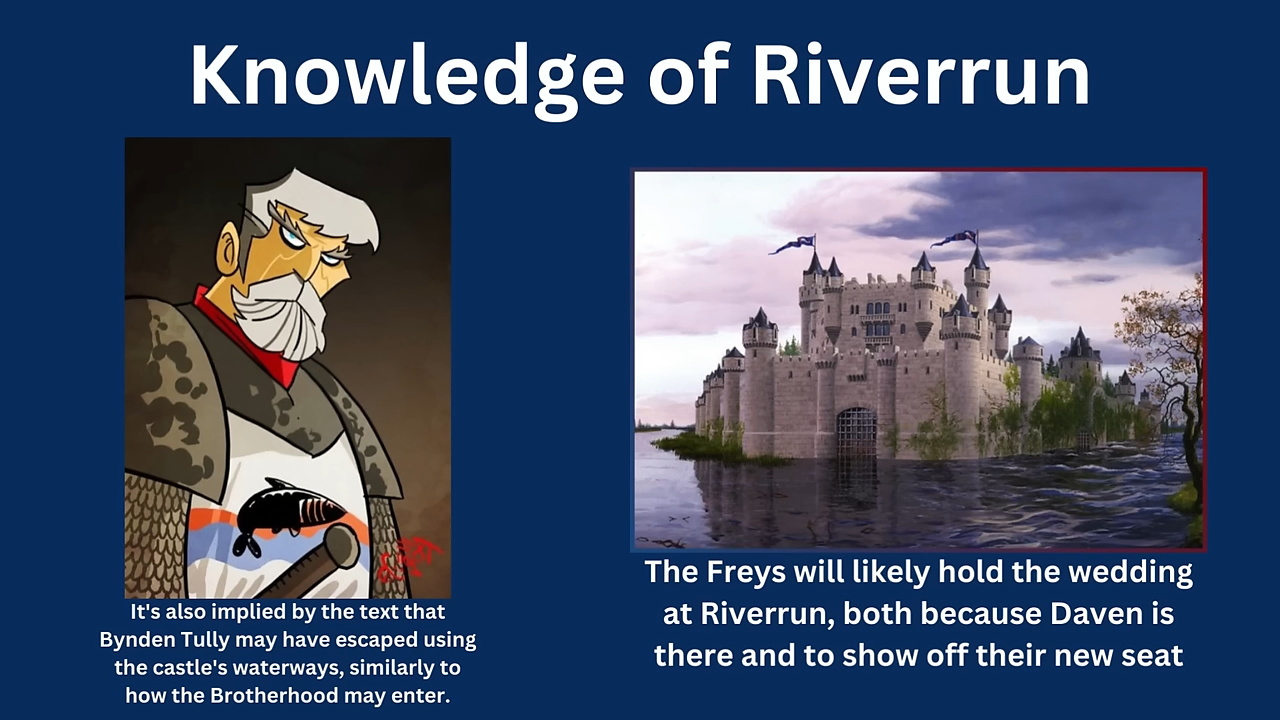 Knowledge of Riverrun
It's also implied by the text that
Bynden Tully may have escaped using
the castle's waterways, similarly to
how the Brotherhood may enter.
The Freys will likely hold the wedding
at Riverrun, both because Daven is
there and to show off their new seat